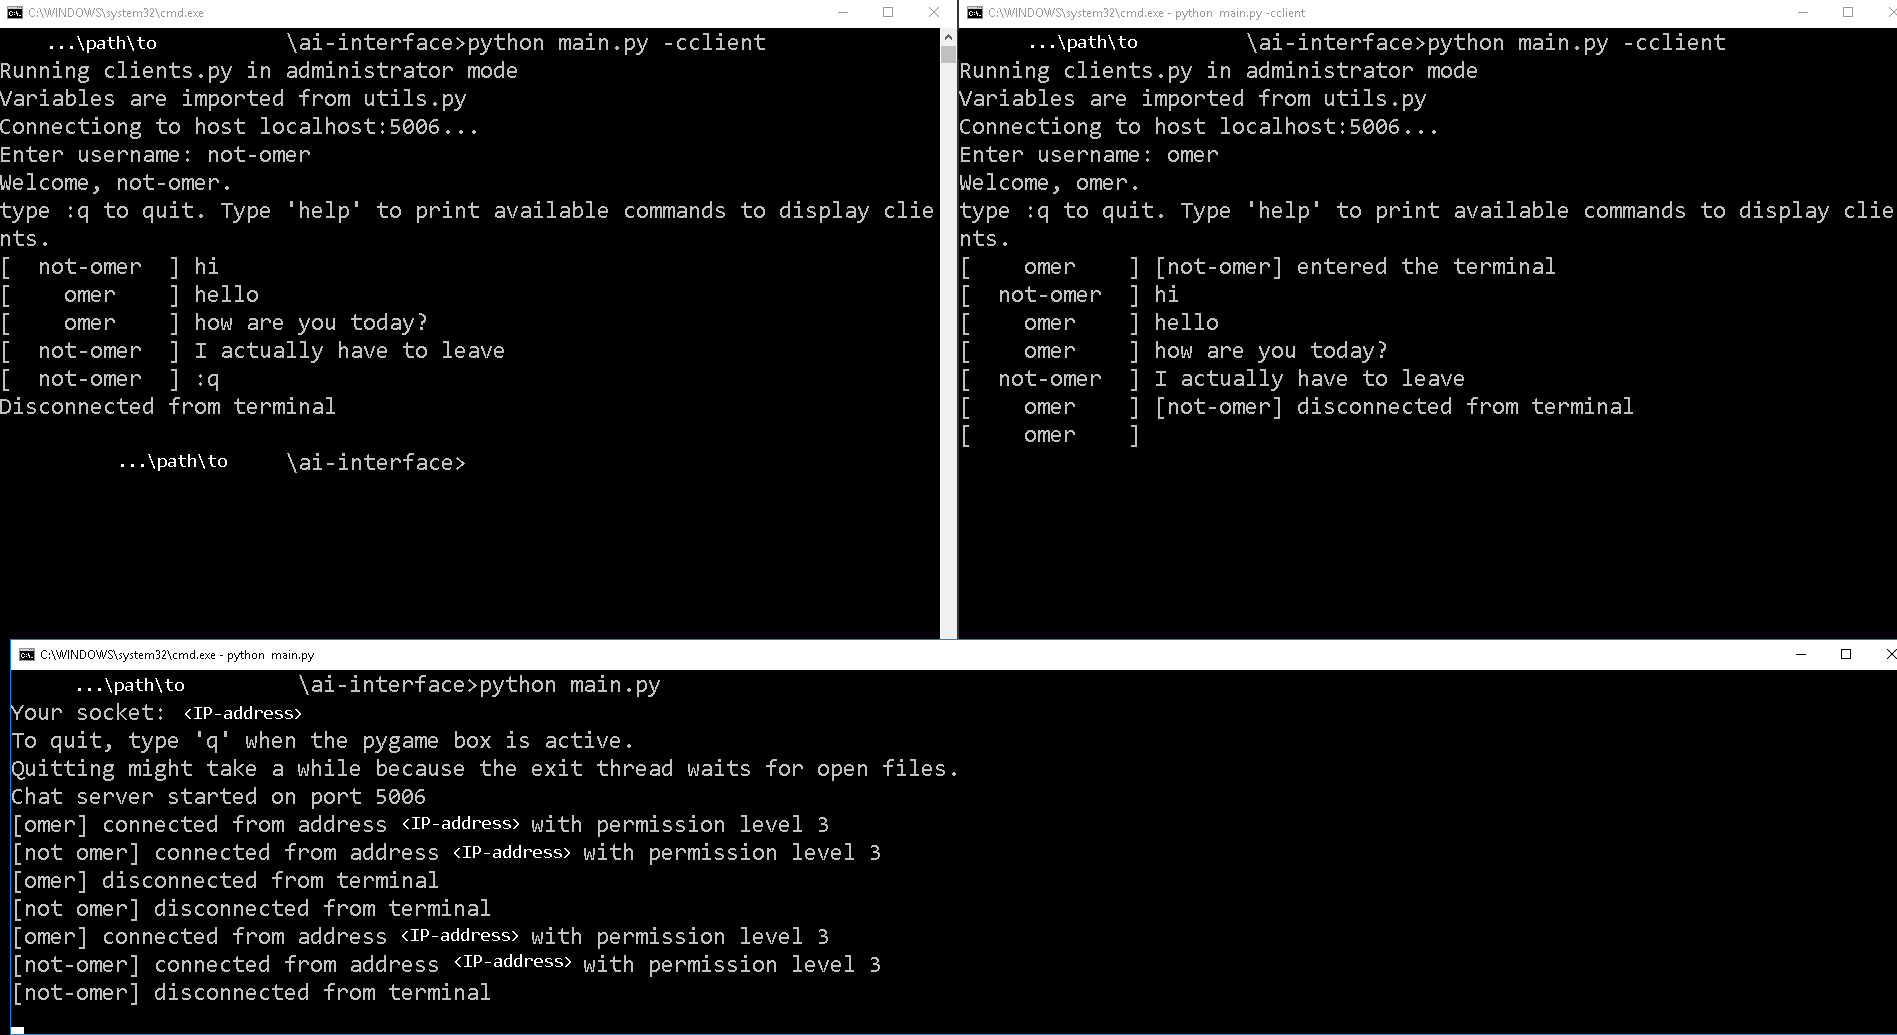 C:\WINDOWS\system32\cmd.exe
...\path\to \ai-interface>python main.py -cclient
Running clients.py in administrator mode
Variables are imported from utils.py
Connectiong to host localhost:5006...
Enter username: not-omer
Welcome, not-omer.
type :q to quit. Type 'help' to print available commands to display clie
nts.
[ not-omer ] hi
[ omer ] hello
[ omer ] how are you today?
[ not-omer ] I actually have to leave
[ not-omer ] :q
Disconnected from terminal
...\path\to \ai-interface>
C:\WINDOWS\system32\cmd.exe - python main.py -cclient
...\path\to \ai-interface>python main.py -cclient
Running clients.py in administrator mode
Variables are imported from utils.py
Connectiong to host localhost:5006...
Enter username: omer
Welcome, omer.
type :q to quit. Type 'help' to print available commands to display clie
nts.
[ omer ] [not-omer] entered the terminal
[ not-omer ] hi
[ omer ] hello
[ omer ] how are you today?
[ not-omer ] I actually have to leave
[ omer ] [not-omer] disconnected from terminal
[ omer ]
C:\WINDOWS\system32\cmd.exe - python main.py
...\path\to \ai-interface>python main.py
Your socket: <IP-address>
To quit, type 'q' when the pygame box is active.
Quitting might take a while because the exit thread waits for open files.
Chat server started on port 5006
[omer] connected from address <IP-address> with permission level 3
[not omer] connected from address <IP-address> with permission level 3
[omer] disconnected from terminal
[not omer] disconnected from terminal
[omer] connected from address <IP-address> with permission level 3
[not-omer] connected from address <IP-address> with permission level 3
[not-omer] disconnected from terminal